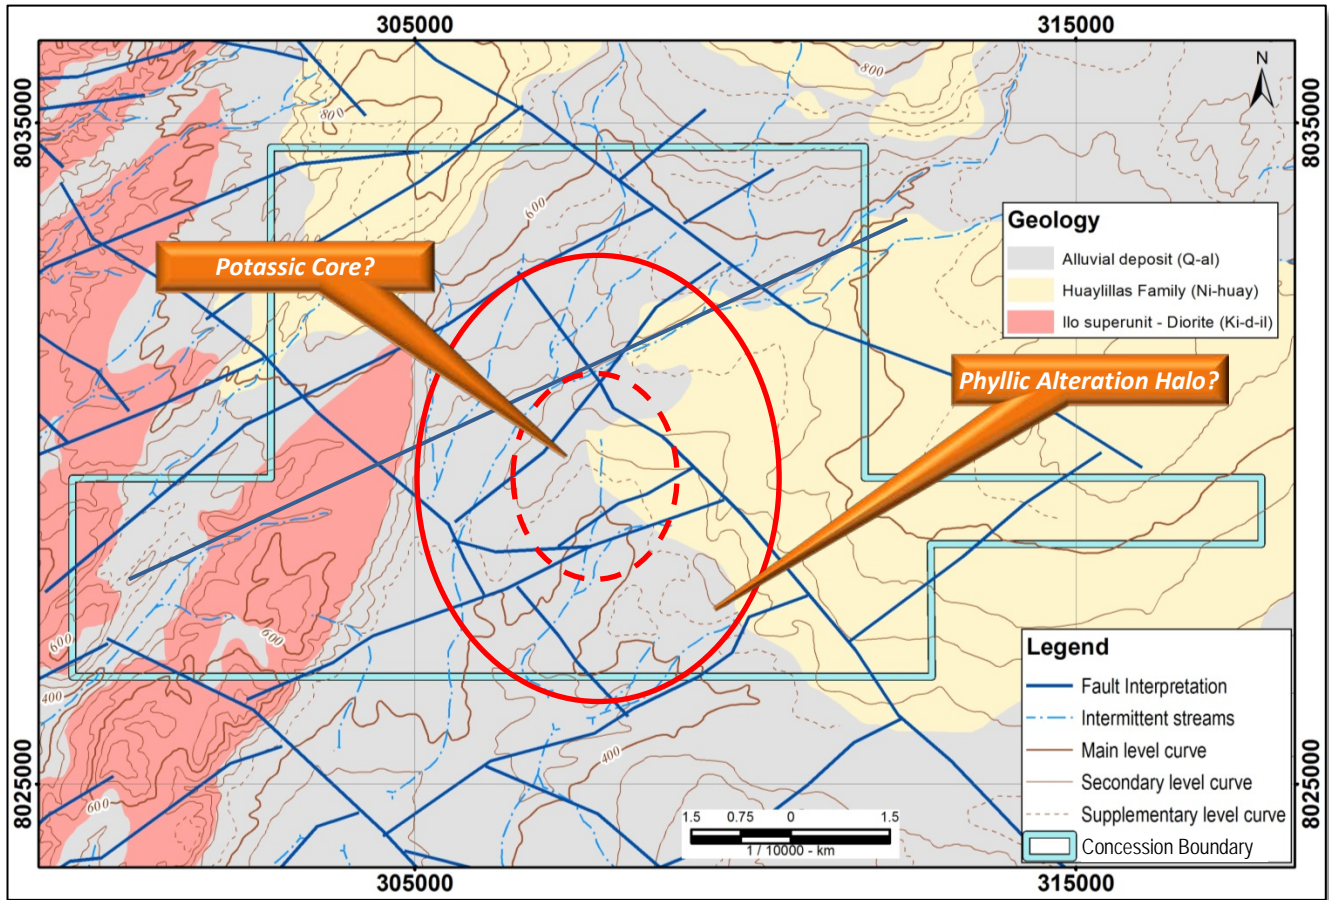 305000
315000
8035000
8035000
N
800
800
600
Geology
Alluvial deposit (Q-al)
Huaylillas Family (Ni-huay)
Ilo superunit - Diorite (Ki-d-il)
Potassic Core?
Phyllic Alteration Halo?
600
600
400
400
600
Legend
Fault Interpretation
Intermittent streams
Main level curve
Secondary level curve
Supplementary level curve
Concession Boundary
8025000
8025000
1.5 0.75 0 1.5
1 / 10000 - km
305000
315000